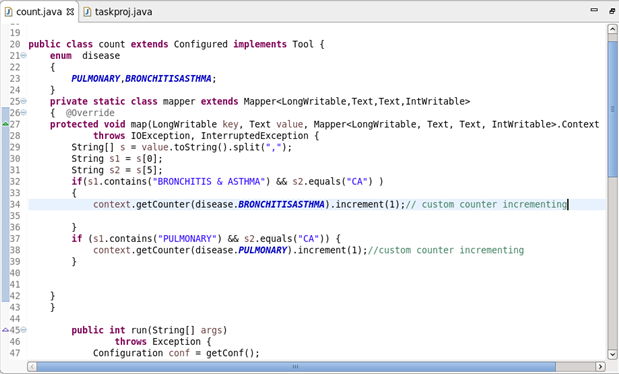 count.java taskproj.java
19
20 public class count extends Configured implements Tool {
21 enum disease
22 {
23 PULMONARY,BRONCHITISASTHMA;
24 }
25 private static class mapper extends Mapper<LongWritable,Text,Text,IntWritable>
26 { @Override
27 protected void map(LongWritable key, Text value, Mapper<LongWritable, Text, Text, IntWritable>.Context
28 throws IOException, InterruptedException {
29 String[] s = value.toString().split(",");
30 String s1 = s[0];
31 String s2 = s[5];
32 if(s1.contains("BRONCHITIS & ASTHMA") && s2.equals("CA") )
33 {
34 context.getCounter(disease.BRONCHITISASTHMA).increment(1);// custom counter incrementing
35
36 }
37 if (s1.contains("PULMONARY") && s2.equals("CA")) {
38 context.getCounter(disease.PULMONARY).increment(1);//custom counter incrementing
39 }
40
41
42 }
43 }
44
45 public int run(String[] args)
46 throws Exception {
47 Configuration conf = getConf();